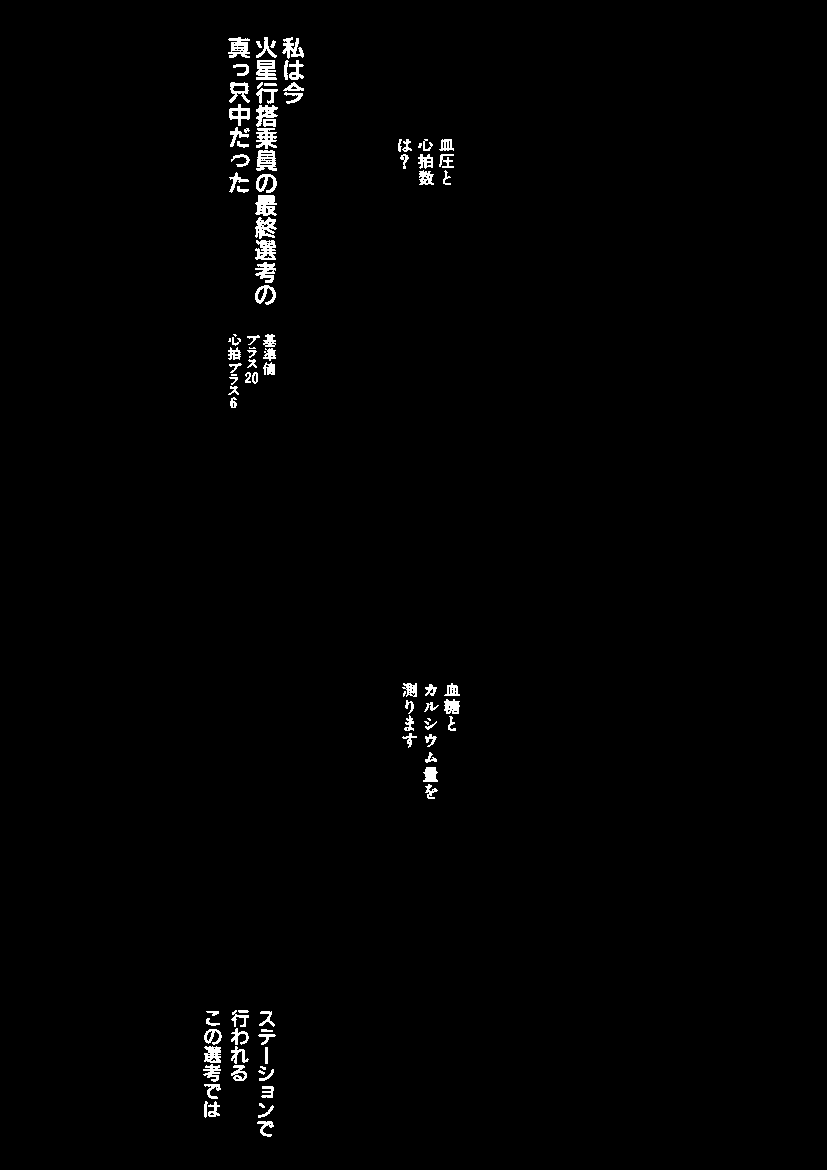 血圧と
心拍数
は?
私は今
火星行搭乗員の最終選考の
真っ只中だった
基準値
プラス20
心拍プラス6
血糖と
カルシウム量を
測ります
ステーションで
行われる
この選考では